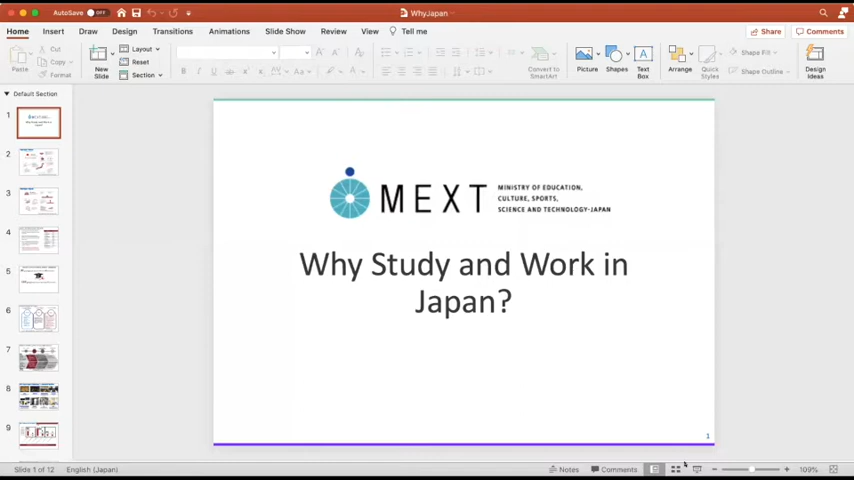 AutoSave OFF
WhyJapan
Home Insert Draw Design Transitions Animations Slide Show Review View Tell me
Share Comments
Paste
Cut
Copy
Format
New Slide
Layout
Reset
Section
Convert to SmartArt
Picture
Shapes
Text Box
Arrange
Quick Styles
Shape Fill
Shape Outline
Design Ideas
Default Section
1
2
3
4
5
6
7
8
9
MEXT
MINISTRY OF EDUCATION,
CULTURE, SPORTS,
SCIENCE AND TECHNOLOGY-JAPAN
Why Study and Work in
Japan?
1
Slide 1 of 12 English (Japan)
Notes Comments 109%